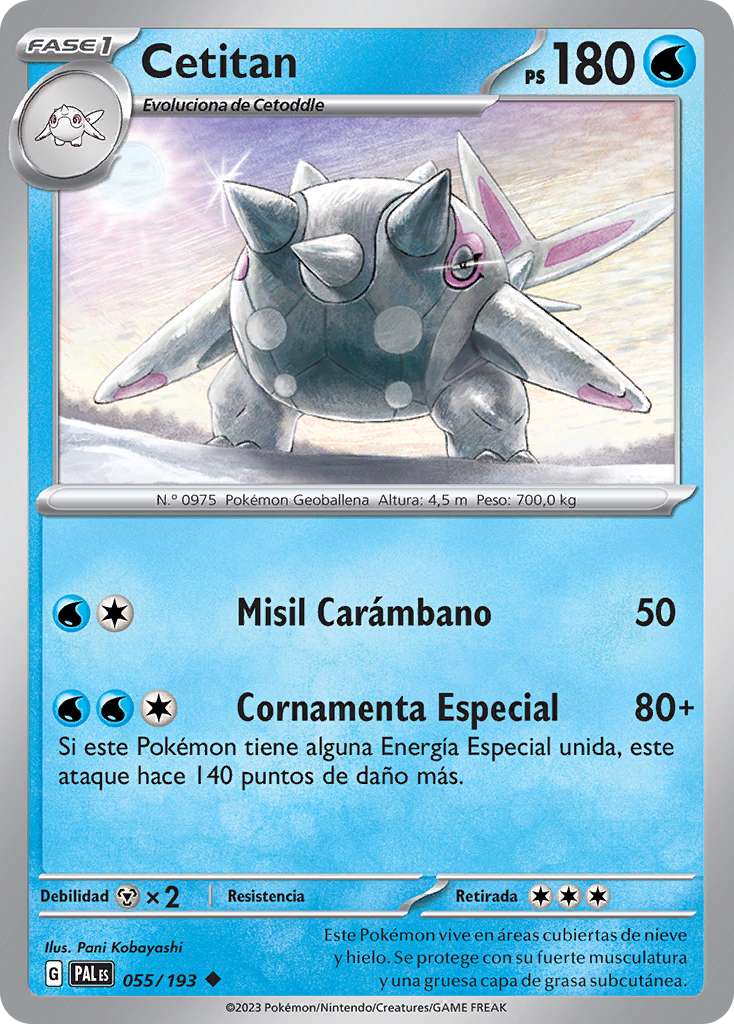 FASE 1
Cetitan
PS 180
Evoluciona de Cetoddle
N.º 0975 Pokémon Geoballena Altura: 4,5 m Peso: 700,0 kg
Misil Carámbano 50
Cornamenta Especial 80+
Si este Pokémon tiene alguna Energía Especial unida, este
ataque hace 140 puntos de daño más.
Debilidad ×2 Resistencia Retirada
Ilus. Pani Kobayashi
Este Pokémon vive en áreas cubiertas de nieve
y hielo. Se protege con su fuerte musculatura
y una gruesa capa de grasa subcutánea.
G PAL ES 055/193
©2023 Pokémon/Nintendo/Creatures/GAME FREAK